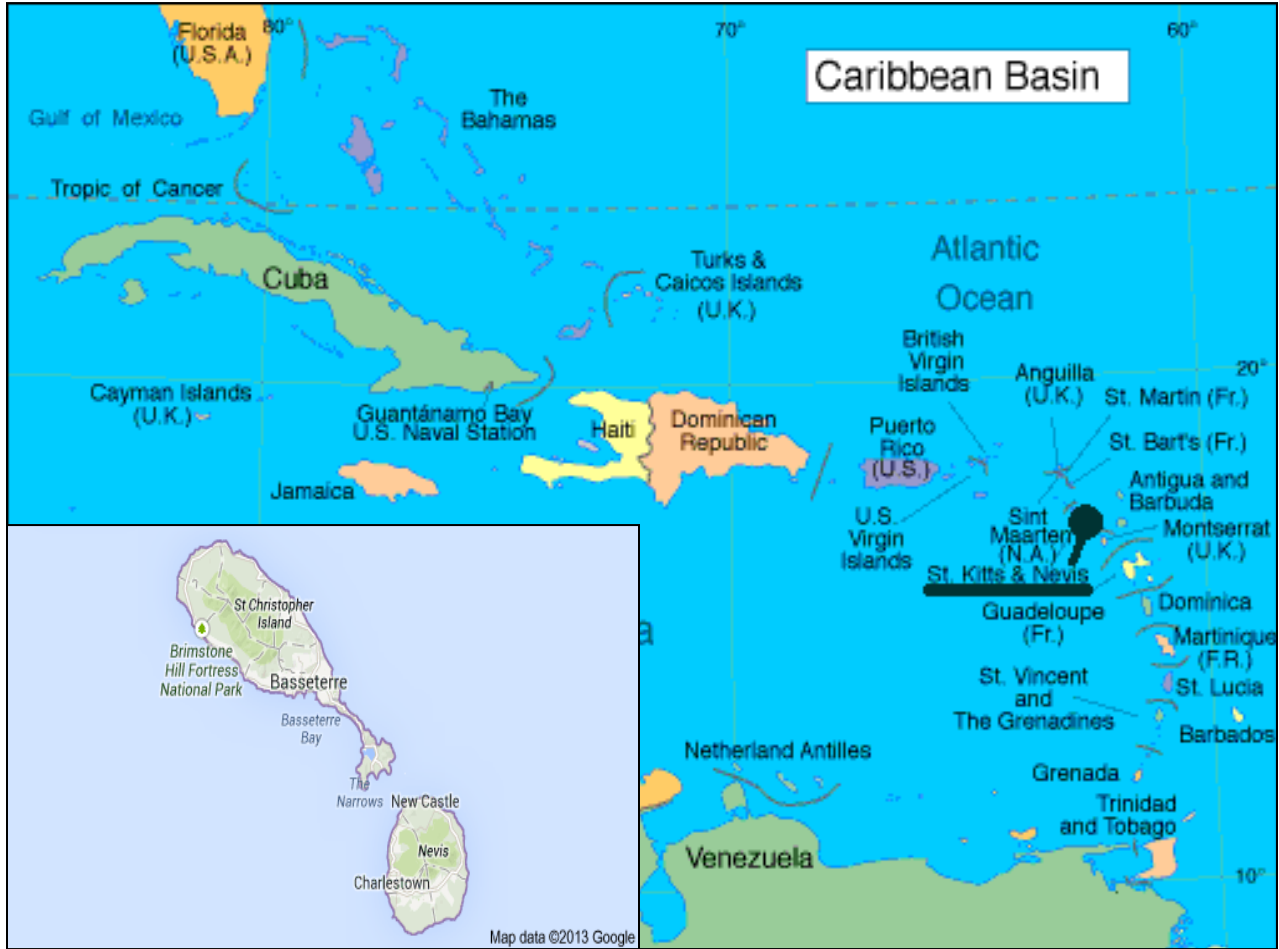 Florida
(U.S.A.)
80°
70°
60°
Caribbean Basin
Gulf of Mexico
The
Bahamas
Tropic of Cancer
Atlantic
Ocean
Cuba
Turks &
Caicos Islands
(U.K.)
British
Virgin
Islands
Anguilla
(U.K.)
20°
St. Martin (Fr.)
Cayman Islands
(U.K.)
Guantánamo Bay
U.S. Naval Station
Haiti
Dominican
Republic
Puerto
Rico
(U.S.)
St. Bart's (Fr.)
Jamaica
Antigua and
Barbuda
U.S.
Virgin
Islands
Sint
Maarten
(N.A.)
Montserrat
(U.K.)
St. Kitts & Nevis
Guadeloupe
(Fr.)
Dominica
a
Martinique
(F.R.)
St. Vincent
and
The Grenadines
St. Lucia
Barbados
Netherland Antilles
Grenada
Trinidad
and Tobago
Venezuela
10°
St Christopher
Island
Brimstone
Hill Fortress
National Park
Basseterre
Basseterre
Bay
The
Narrows
New Castle
Nevis
Charlestown
Map data ©2013 Google